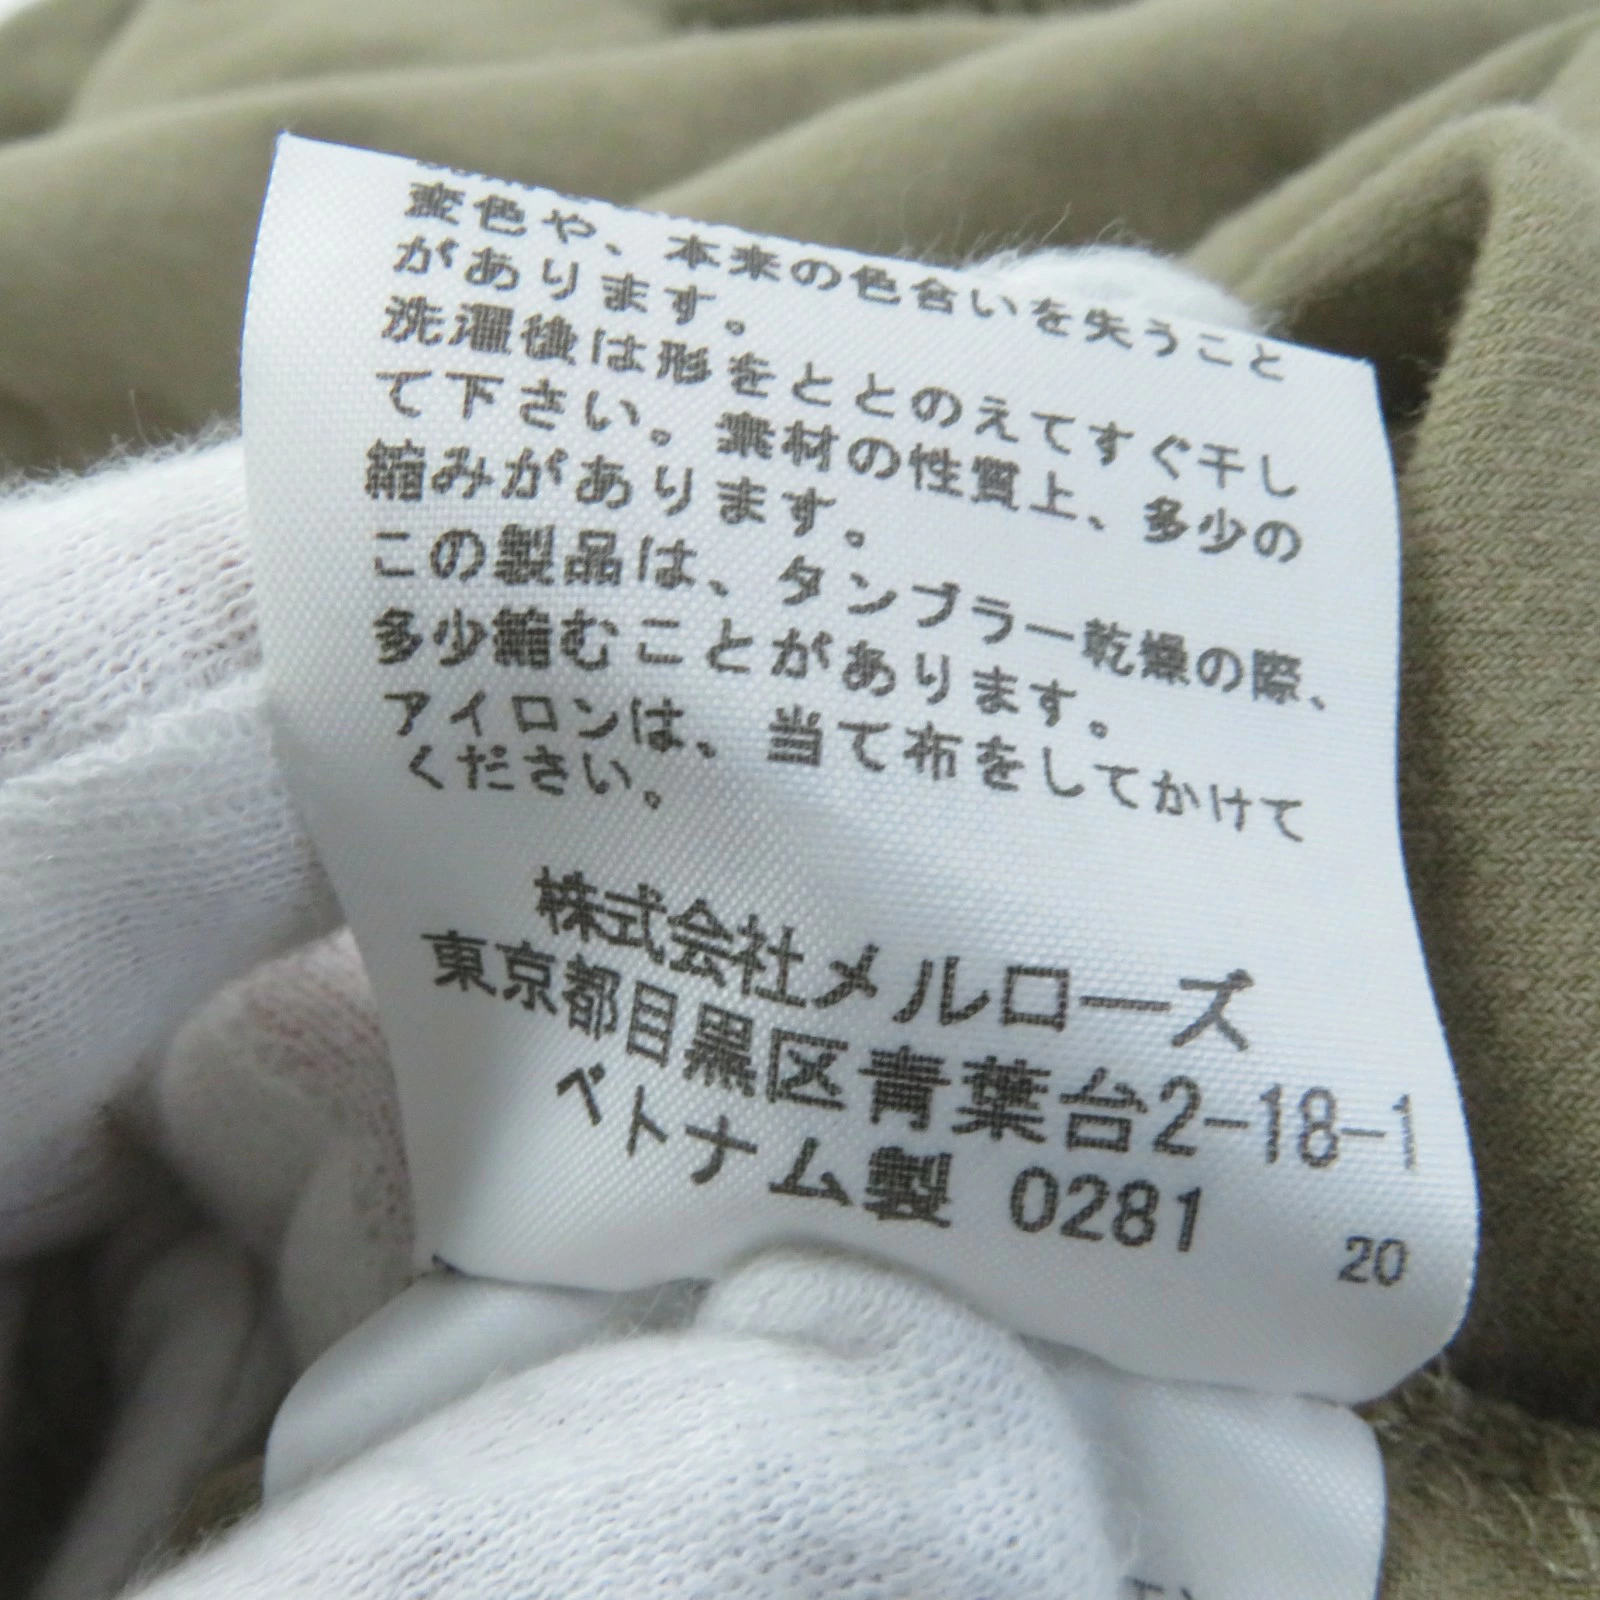 変色や、本来の色合いを失うこと
があります。
洗濯後は形をととのえてすぐ干し
て下さい。素材の性質上、多少の
縮みがあります。
この製品は、タンブラー乾燥の際、
多少縮むことがあります。
アイロンは、当て布をしてかけて
ください。
株式会社メルローズ
東京都目黒区青葉台2-18-1
ベトナム製 0281
20